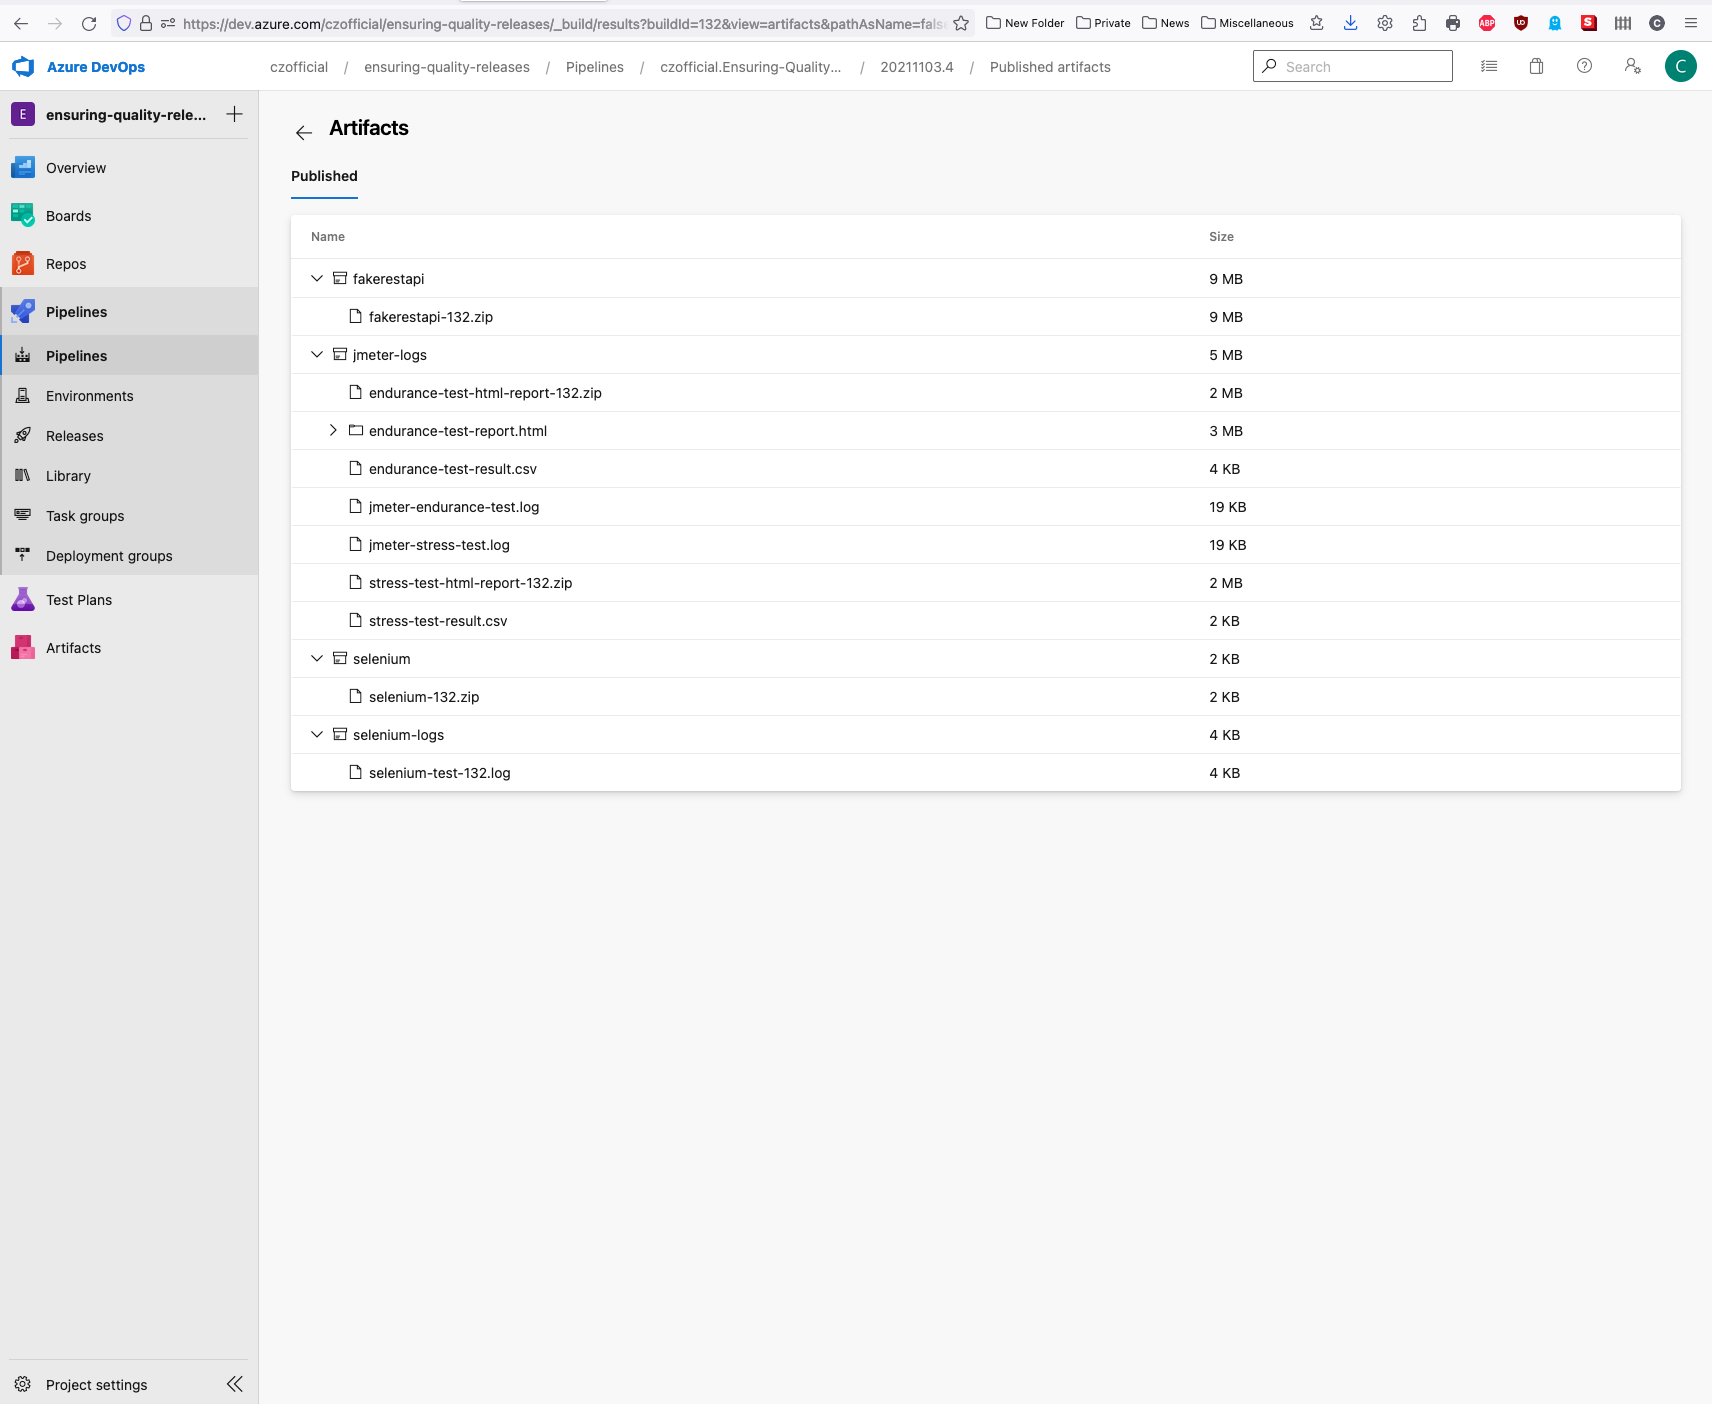 https://dev.azure.com/czofficial/ensuring-quality-releases/_build/results?buildId=132&view=artifacts&pathAsName=false
New Folder Private News Miscellaneous ABP C
Azure DevOps czofficial / ensuring-quality-releases / Pipelines / czofficial.Ensuring-Quality... / 20211103.4 / Published artifacts Search C
E ensuring-quality-rele...
Overview
Boards
Repos
Pipelines
Pipelines
Environments
Releases
Library
Task groups
Deployment groups
Test Plans
Artifacts
Project settings
Artifacts
Published
Name Size
fakerestapi 9 MB
fakerestapi-132.zip 9 MB
jmeter-logs 5 MB
endurance-test-html-report-132.zip 2 MB
endurance-test-report.html 3 MB
endurance-test-result.csv 4 KB
jmeter-endurance-test.log 19 KB
jmeter-stress-test.log 19 KB
stress-test-html-report-132.zip 2 MB
stress-test-result.csv 2 KB
selenium 2 KB
selenium-132.zip 2 KB
selenium-logs 4 KB
selenium-test-132.log 4 KB